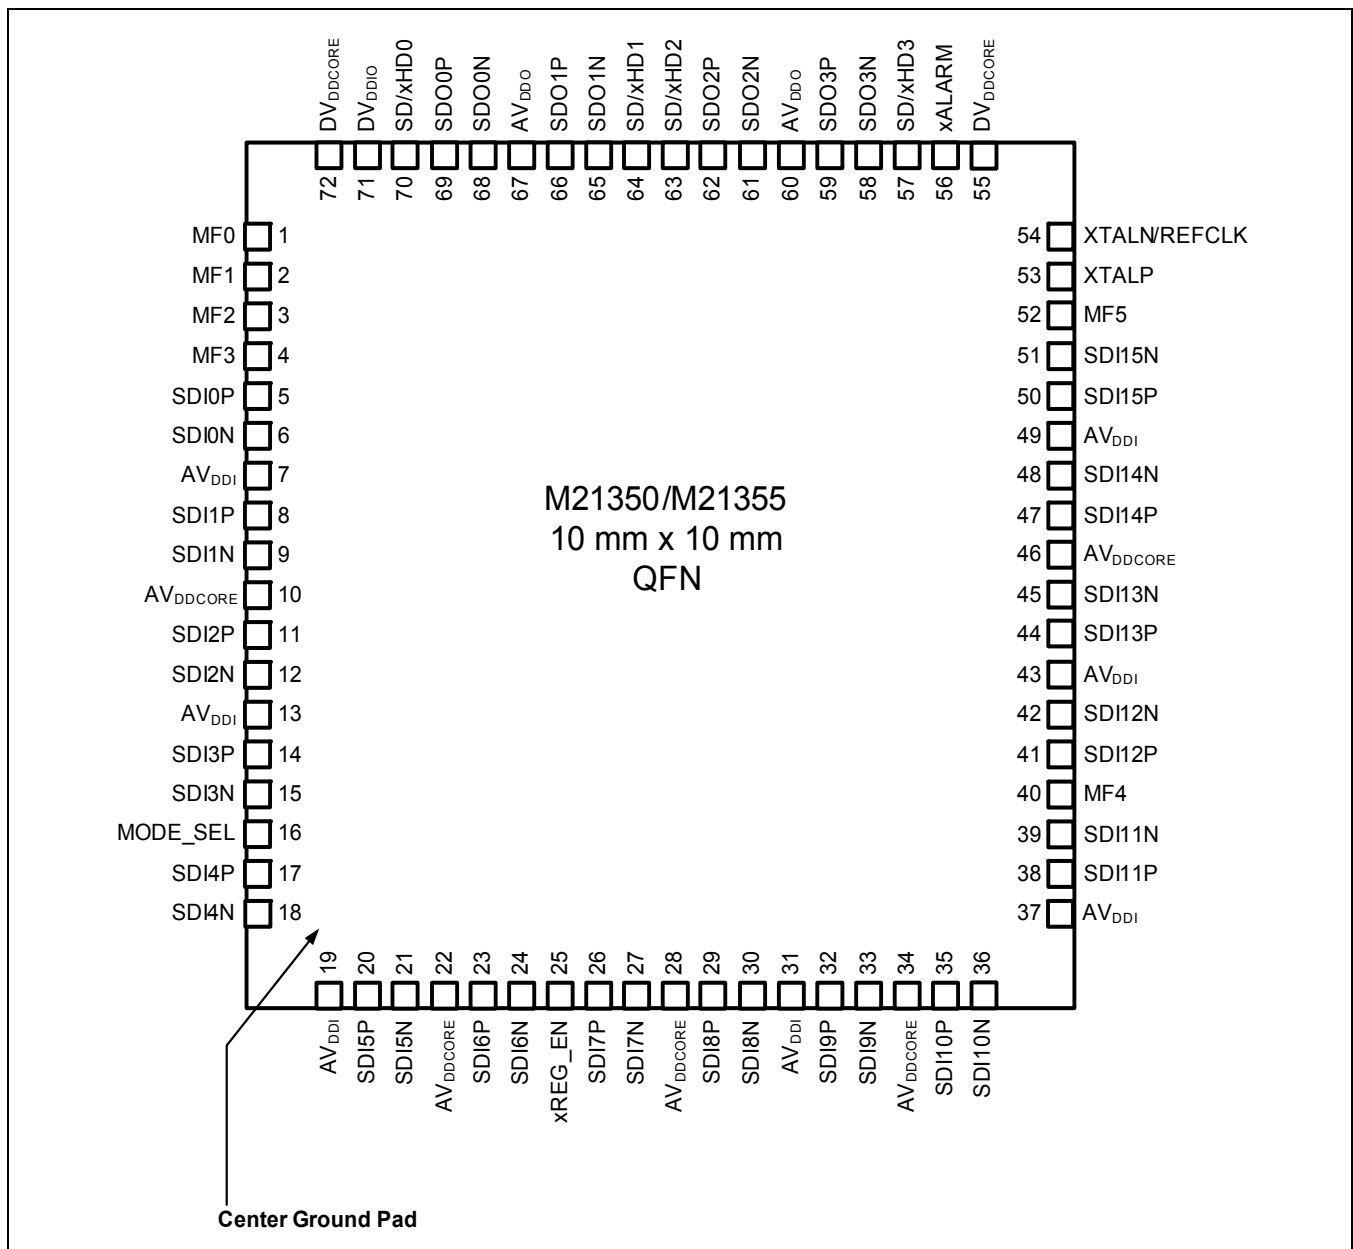 DVDDCORE
DVDDIO
SD/xHD0
SDO0P
SDO0N
AVDDO
SDO1P
SDO1N
SD/xHD1
SD/xHD2
SDO2P
SDO2N
AVDDO
SDO3P
SDO3N
SD/xHD3
xALARM
DVDDCORE
72
71
70
69
68
67
66
65
64
63
62
61
60
59
58
57
56
55
MF0 1
MF1 2
MF2 3
MF3 4
SDI0P 5
SDI0N 6
AVDDI 7
SDI1P 8
SDI1N 9
AVDDCORE 10
SDI2P 11
SDI2N 12
AVDDI 13
SDI3P 14
SDI3N 15
MODE_SEL 16
SDI4P 17
SDI4N 18
M21350/M21355
10 mm x 10 mm
QFN
54 XTALN/REFCLK
53 XTALP
52 MF5
51 SDI15N
50 SDI15P
49 AVDDI
48 SDI14N
47 SDI14P
46 AVDDCORE
45 SDI13N
44 SDI13P
43 AVDDI
42 SDI12N
41 SDI12P
40 MF4
39 SDI11N
38 SDI11P
37 AVDDI
19
20
21
22
23
24
25
26
27
28
29
30
31
32
33
34
35
36
AVDDI
SDI5P
SDI5N
AVDDCORE
SDI6P
SDI6N
xREG_EN
SDI7P
SDI7N
AVDDCORE
SDI8P
SDI8N
AVDDI
SDI9P
SDI9N
AVDDCORE
SDI10P
SDI10N
Center Ground Pad